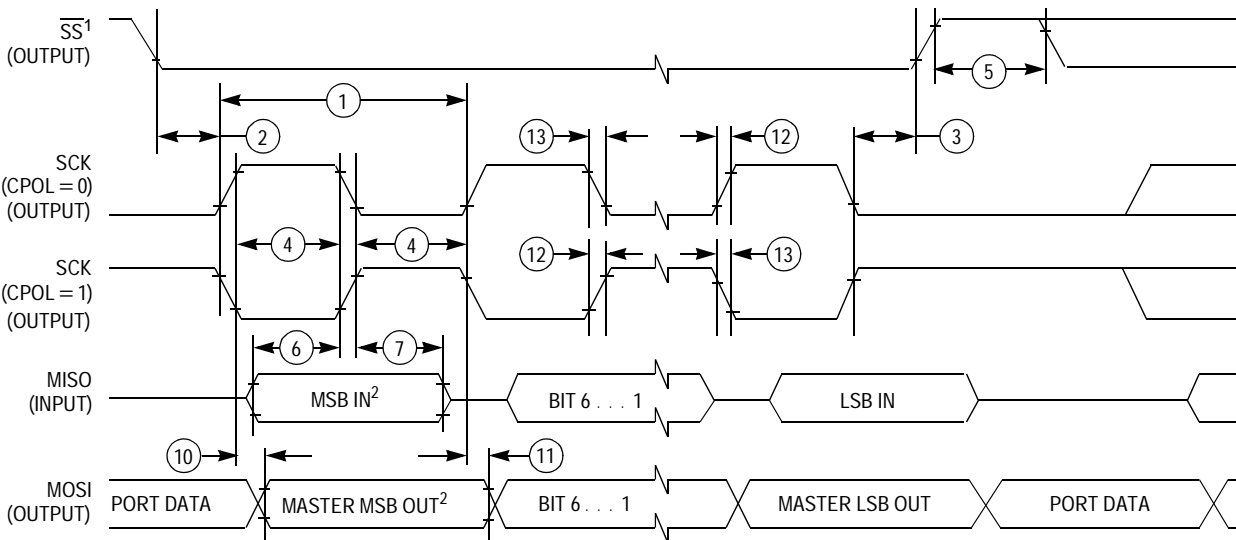 SS¹
(OUTPUT)
5
1
2
13
12
3
SCK
(CPOL = 0)
(OUTPUT)
4
4
12
13
SCK
(CPOL = 1)
(OUTPUT)
6
7
MISO
(INPUT)
MSB IN²
BIT 6 . . . 1
LSB IN
10
11
MOSI
(OUTPUT)
PORT DATA
MASTER MSB OUT²
BIT 6 . . . 1
MASTER LSB OUT
PORT DATA